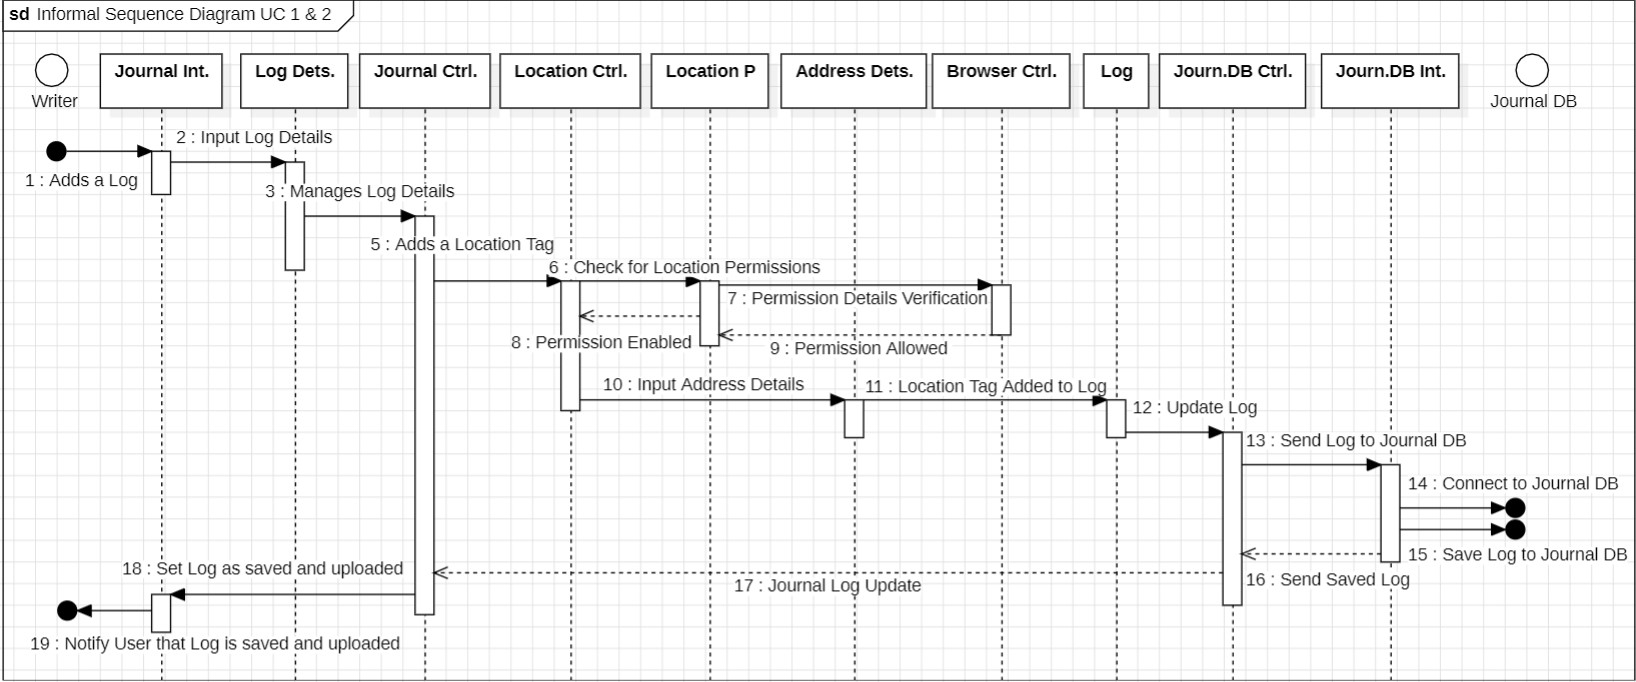 sd Informal Sequence Diagram UC 1 & 2
Journal Int.
Log Dets.
Journal Ctrl.
Location Ctrl.
Location P
Address Dets.
Browser Ctrl.
Log
Journ.DB Ctrl.
Journ.DB Int.
Writer
Journal DB
2 : Input Log Details
1 : Adds a Log
3 : Manages Log Details
5 : Adds a Location Tag
6 : Check for Location Permissions
7 : Permission Details Verification
8 : Permission Enabled
9 : Permission Allowed
10 : Input Address Details
11 : Location Tag Added to Log
12 : Update Log
13 : Send Log to Journal DB
14 : Connect to Journal DB
15 : Save Log to Journal DB
16 : Send Saved Log
17 : Journal Log Update
18 : Set Log as saved and uploaded
19 : Notify User that Log is saved and uploaded